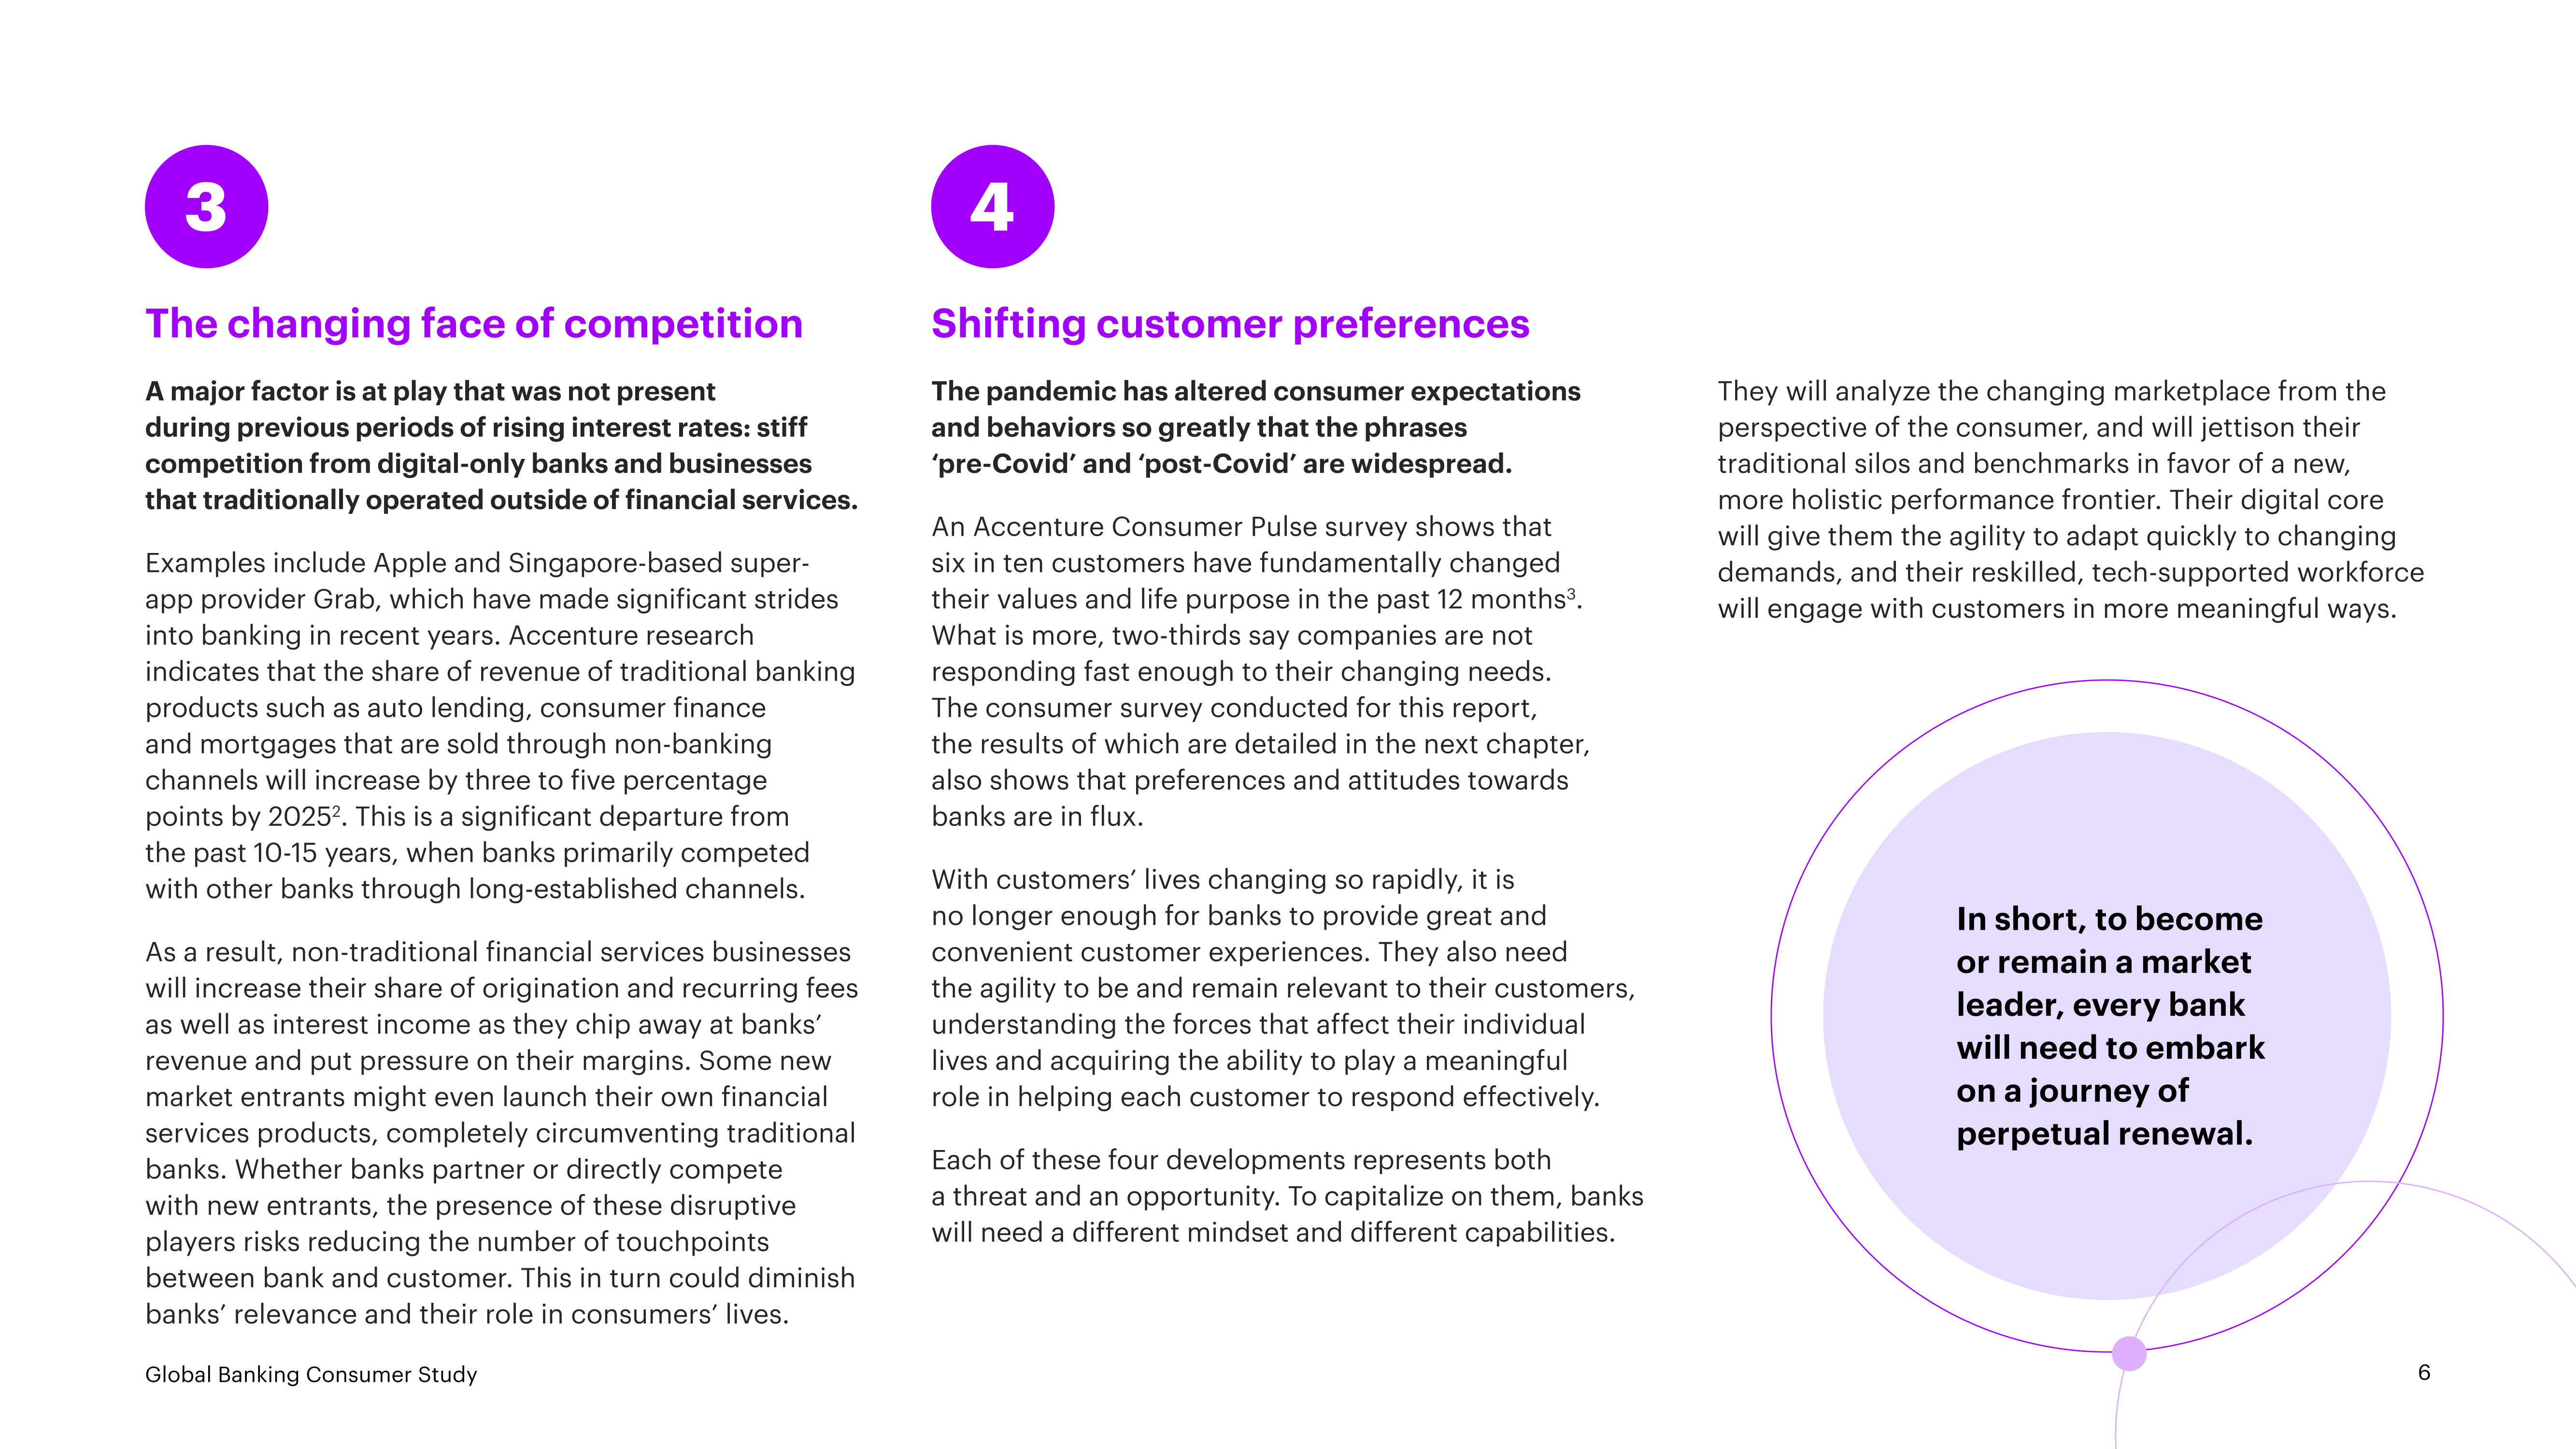 3
The changing face of competition
A major factor is at play that was not present
during previous periods of rising interest rates: stiff
competition from digital-only banks and businesses
that traditionally operated outside of financial services.
Examples include Apple and Singapore-based super-
app provider Grab, which have made significant strides
into banking in recent years. Accenture research
indicates that the share of revenue of traditional banking
products such as auto lending, consumer finance
and mortgages that are sold through non-banking
channels will increase by three to five percentage
points by 2025². This is a significant departure from
the past 10-15 years, when banks primarily competed
with other banks through long-established channels.
As a result, non-traditional financial services businesses
will increase their share of origination and recurring fees
as well as interest income as they chip away at banks’
revenue and put pressure on their margins. Some new
market entrants might even launch their own financial
services products, completely circumventing traditional
banks. Whether banks partner or directly compete
with new entrants, the presence of these disruptive
players risks reducing the number of touchpoints
between bank and customer. This in turn could diminish
banks’ relevance and their role in consumers’ lives.
4
Shifting customer preferences
The pandemic has altered consumer expectations
and behaviors so greatly that the phrases
‘pre-Covid’ and ‘post-Covid’ are widespread.
An Accenture Consumer Pulse survey shows that
six in ten customers have fundamentally changed
their values and life purpose in the past 12 months³.
What is more, two-thirds say companies are not
responding fast enough to their changing needs.
The consumer survey conducted for this report,
the results of which are detailed in the next chapter,
also shows that preferences and attitudes towards
banks are in flux.
With customers’ lives changing so rapidly, it is
no longer enough for banks to provide great and
convenient customer experiences. They also need
the agility to be and remain relevant to their customers,
understanding the forces that affect their individual
lives and acquiring the ability to play a meaningful
role in helping each customer to respond effectively.
Each of these four developments represents both
a threat and an opportunity. To capitalize on them, banks
will need a different mindset and different capabilities.
They will analyze the changing marketplace from the
perspective of the consumer, and will jettison their
traditional silos and benchmarks in favor of a new,
more holistic performance frontier. Their digital core
will give them the agility to adapt quickly to changing
demands, and their reskilled, tech-supported workforce
will engage with customers in more meaningful ways.
In short, to become
or remain a market
leader, every bank
will need to embark
on a journey of
perpetual renewal.
Global Banking Consumer Study
6